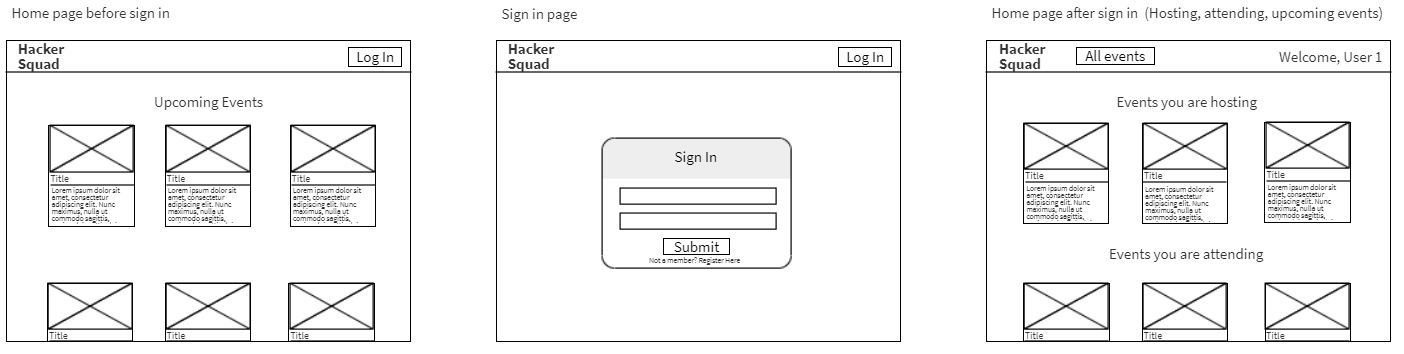 Home page before sign in
Hacker
Squad
Log In
Upcoming Events
Title
Lorem ipsum dolor sit
amet, consectetur
adipiscing elit. Nunc
maximus, nulla ut
commodo sagittis,
Title
Lorem ipsum dolor sit
amet, consectetur
adipiscing elit. Nunc
maximus, nulla ut
commodo sagittis,
Title
Lorem ipsum dolor sit
amet, consectetur
adipiscing elit. Nunc
maximus, nulla ut
commodo sagittis,
Title
Title
Title
Sign in page
Hacker
Squad
Log In
Sign In
Submit
Not a member? Register Here
Home page after sign in (Hosting, attending, upcoming events)
Hacker
Squad
All events
Welcome, User 1
Events you are hosting
Title
Lorem ipsum dolor sit
amet, consectetur
adipiscing elit. Nunc
maximus, nulla ut
commodo sagittis,
Title
Lorem ipsum dolor sit
amet, consectetur
adipiscing elit. Nunc
maximus, nulla ut
commodo sagittis,
Title
Lorem ipsum dolor sit
amet, consectetur
adipiscing elit. Nunc
maximus, nulla ut
commodo sagittis,
Events you are attending
Title
Title
Title